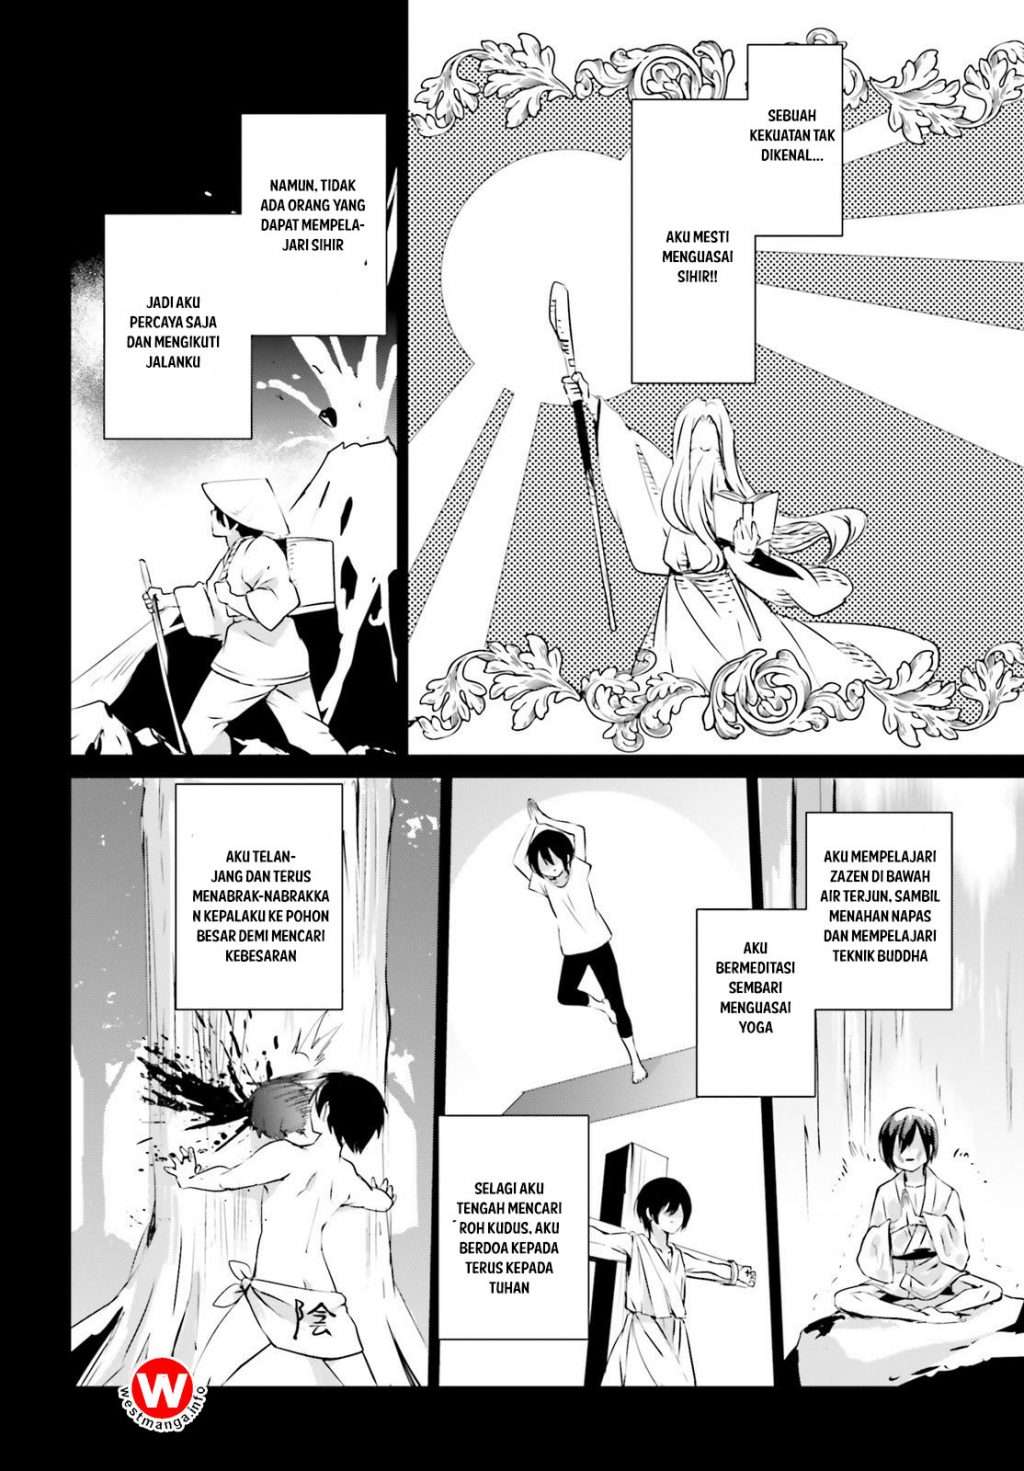 SEBUAH
KEKUATAN TAK
DIKENAL...
AKU MESTI
MENGUASAI
SIHIR!!
NAMUN, TIDAK
ADA ORANG YANG
DAPAT MEMPELA-
JARI SIHIR
JADI AKU
PERCAYA SAJA
DAN MENGIKUTI
JALANKU
AKU MEMPELAJARI
ZAZEN DI BAWAH
AIR TERJUN, SAMBIL
MENAHAN NAPAS
DAN MEMPELAJARI
TEKNIK BUDDHA
AKU
BERMEDITASI
SEMBARI
MENGUASAI
YOGA
SELAGI AKU
TENGAH MENCARI
ROH KUDUS, AKU
BERDOA KEPADA
TERUS KEPADA
TUHAN
AKU TELAN-
JANG DAN TERUS
MENABRAK-NABRAKKA
N KEPALAKU KE POHON
BESAR DEMI MENCARI
KEBESARAN
陰
W
westmanga.info